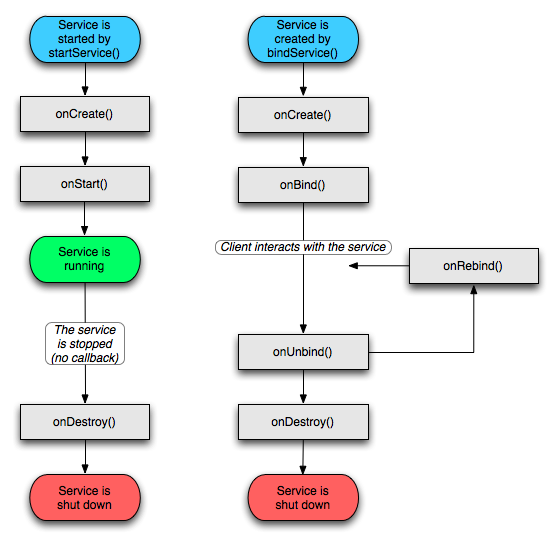 Service is
started by
startService()
onCreate()
onStart()
Service is
running
The service
is stopped
(no callback)
onDestroy()
Service is
shut down
Service is
created by
bindService()
onCreate()
onBind()
Client interacts with the service
onRebind()
onUnbind()
onDestroy()
Service is
shut down